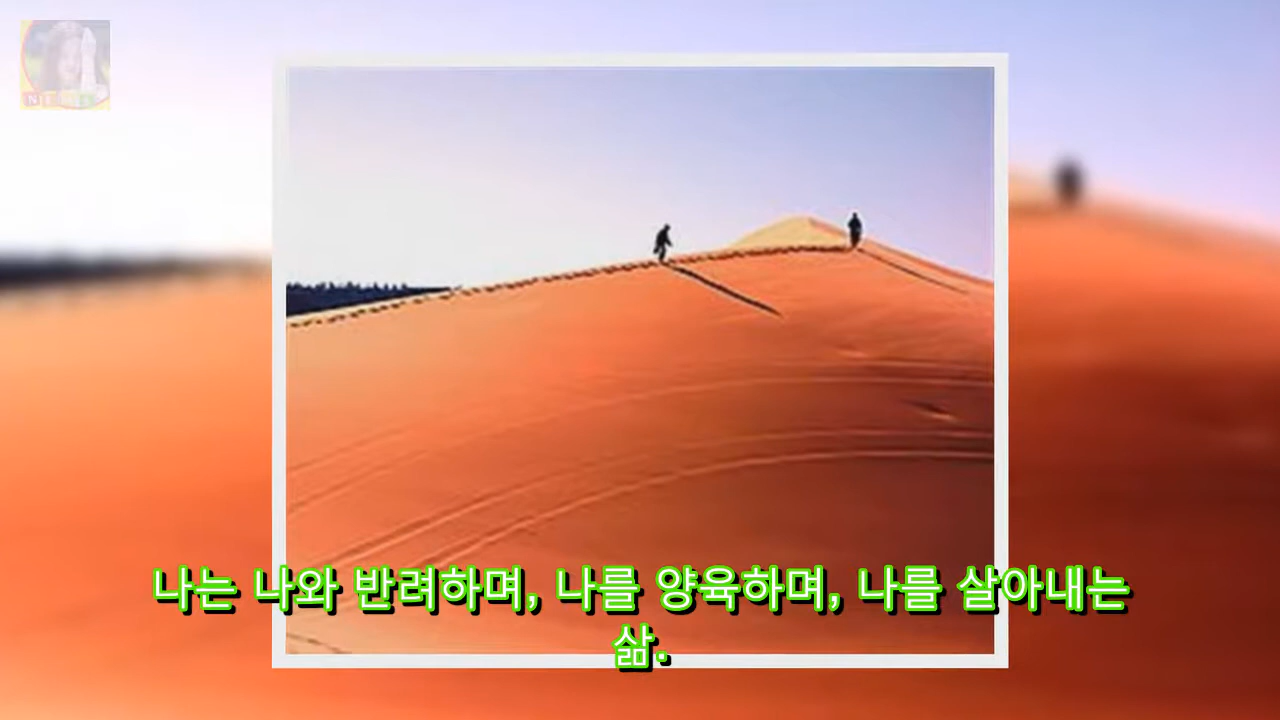 나는 나와 반려하며, 나를 양육하며, 나를 살아내는
삶.